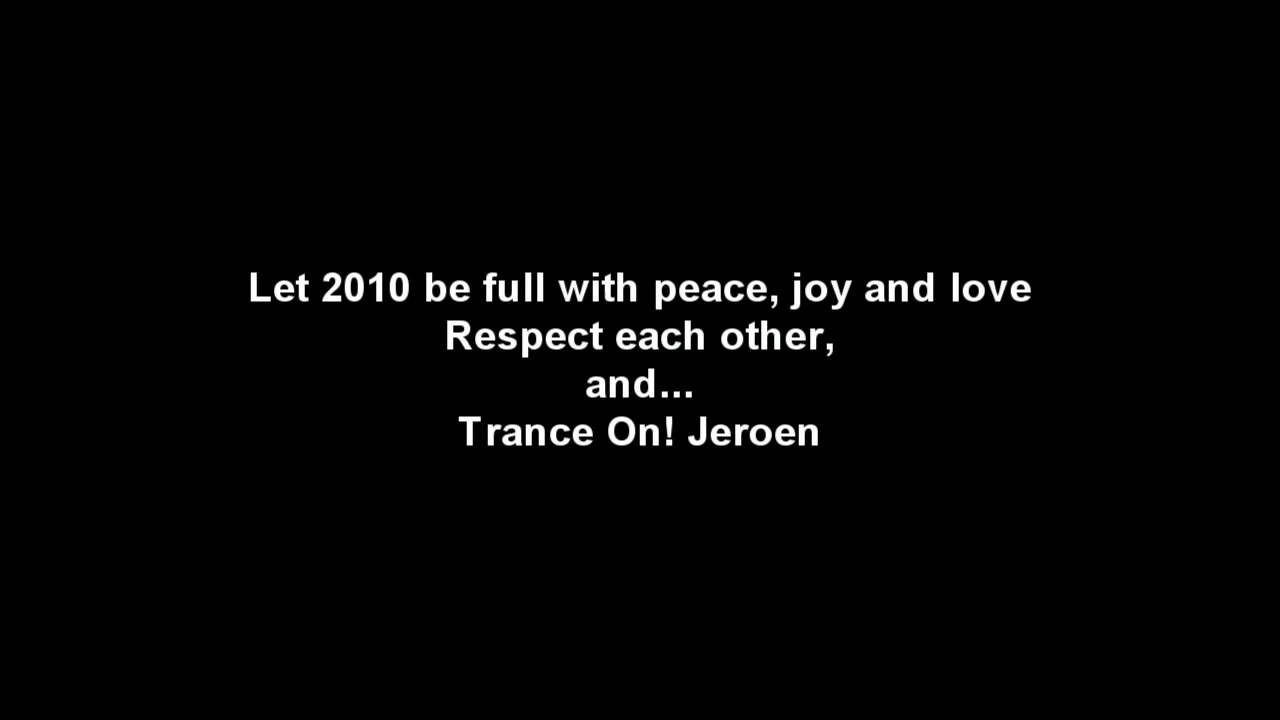 Let 2010 be full with peace, joy and love
Respect each other,
and...
Trance On! Jeroen